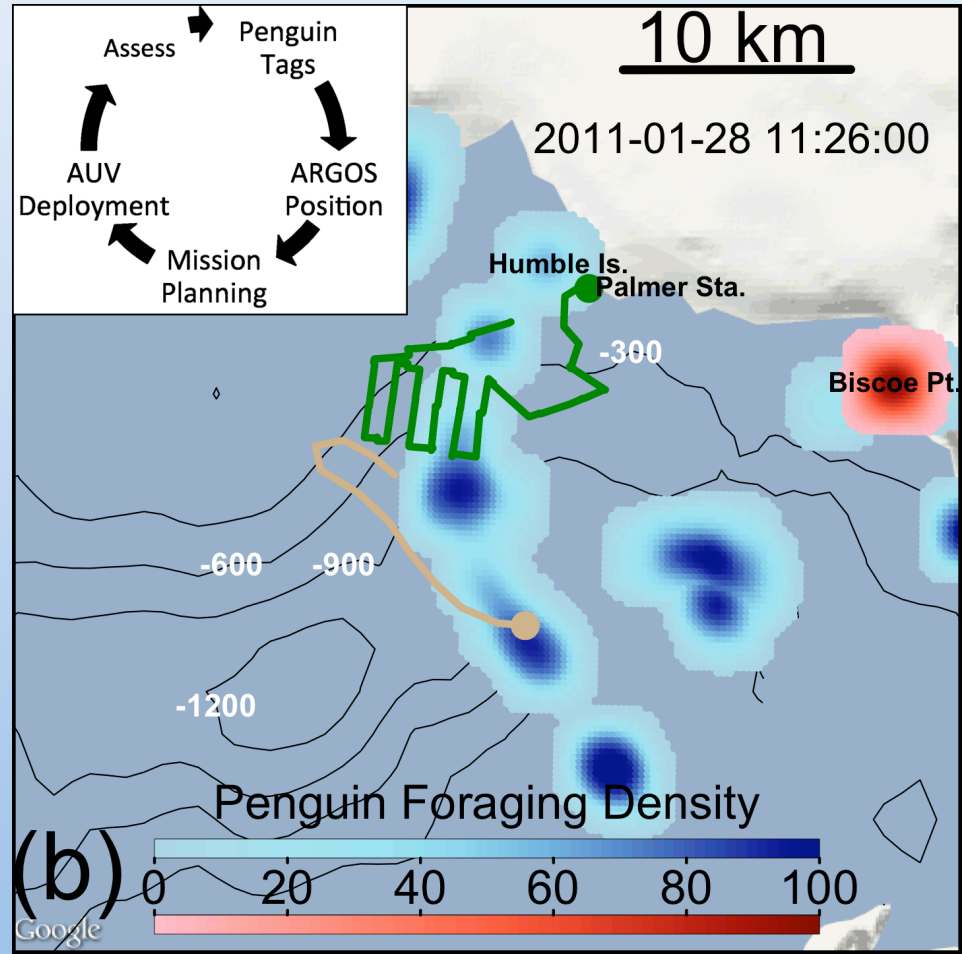 Assess
Penguin
Tags
ARGOS
Position
Mission
Planning
AUV
Deployment
10 km
2011-01-28 11:26:00
Humble Is.
Palmer Sta.
-300
Biscoe Pt.
-600
-900
-1200
Penguin Foraging Density
(b)
0 20 40 60 80 100
Google